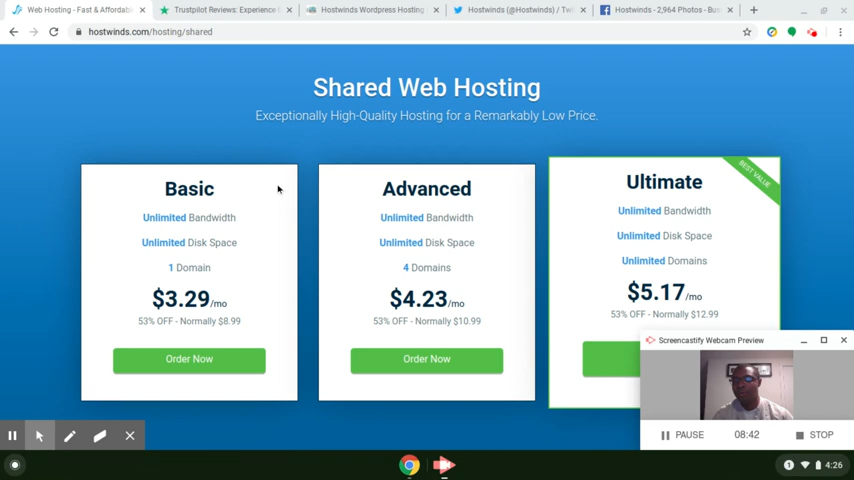 Web Hosting - Fast & Affordabl
Trustpilot Reviews: Experience
Hostwinds Wordpress Hosting
Hostwinds (@Hostwinds) / Tw
Hostwinds - 2,964 Photos - Bus
hostwinds.com/hosting/shared
Shared Web Hosting
Exceptionally High-Quality Hosting for a Remarkably Low Price.
Basic
Unlimited Bandwidth
Unlimited Disk Space
1 Domain
$3.29/mo
53% OFF - Normally $8.99
Order Now
Advanced
Unlimited Bandwidth
Unlimited Disk Space
4 Domains
$4.23/mo
53% OFF - Normally $10.99
Order Now
BEST VALUE
Ultimate
Unlimited Bandwidth
Unlimited Disk Space
Unlimited Domains
$5.17/mo
53% OFF - Normally $12.99
Screencastify Webcam Preview
PAUSE
08:42
STOP
1
4:26